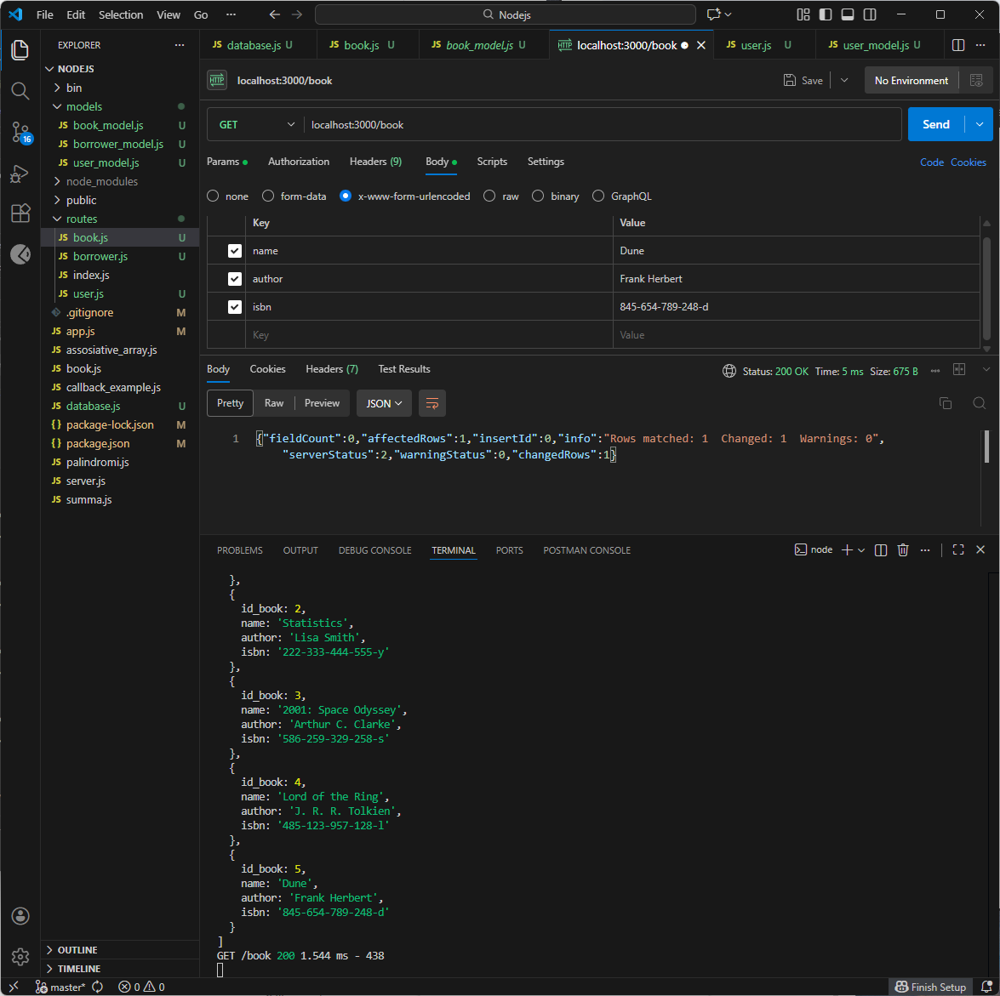 File Edit Selection View Go ··· Nodejs
EXPLORER ···
NODEJS
bin
models
book_model.js U
borrower_model.js U
user_model.js U
node_modules
public
routes
book.js U
borrower.js U
index.js
user.js U
.gitignore M
JS app.js M
JS assosiative_array.js
JS book.js
JS callback_example.js
JS database.js U
{} package-lock.json M
{} package.json M
JS palindromi.js
JS server.js
JS summa.js
OUTLINE
TIMELINE
16
JS database.js U JS book.js U JS book_model.js U HTTP localhost:3000/book JS user.js U JS user_model.js U ···
HTTP localhost:3000/book Save No Environment
GET localhost:3000/book Send
Params Authorization Headers (9) Body Scripts Settings Code Cookies
none form-data x-www-form-urlencoded raw binary GraphQL
Key Value
name Dune
author Frank Herbert
isbn 845-654-789-248-d
Key Value
Body Cookies Headers (7) Test Results Status: 200 OK Time: 5 ms Size: 675 B ···
Pretty Raw Preview JSON
1 {"fieldCount":0,"affectedRows":1,"insertId":0,"info":"Rows matched: 1  Changed: 1  Warnings: 0",
"serverStatus":2,"warningStatus":0,"changedRows":1}
PROBLEMS OUTPUT DEBUG CONSOLE TERMINAL PORTS POSTMAN CONSOLE node ···
},
{
id_book: 2,
name: 'Statistics',
author: 'Lisa Smith',
isbn: '222-333-444-555-y'
},
{
id_book: 3,
name: '2001: Space Odyssey',
author: 'Arthur C. Clarke',
isbn: '586-259-329-258-s'
},
{
id_book: 4,
name: 'Lord of the Ring',
author: 'J. R. R. Tolkien',
isbn: '485-123-957-128-l'
},
{
id_book: 5,
name: 'Dune',
author: 'Frank Herbert',
isbn: '845-654-789-248-d'
}
]
GET /book 200 1.544 ms - 438
master* 0 0 Finish Setup